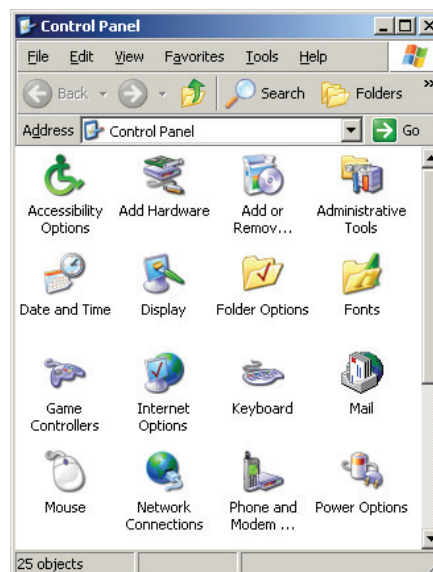 Control Panel
File Edit View Favorites Tools Help
Back Search Folders »
Address Control Panel Go
Accessibility Options
Add Hardware
Add or Remov...
Administrative Tools
Date and Time
Display
Folder Options
Fonts
Game Controllers
Internet Options
Keyboard
Mail
Mouse
Network Connections
Phone and Modem ...
Power Options
25 objects